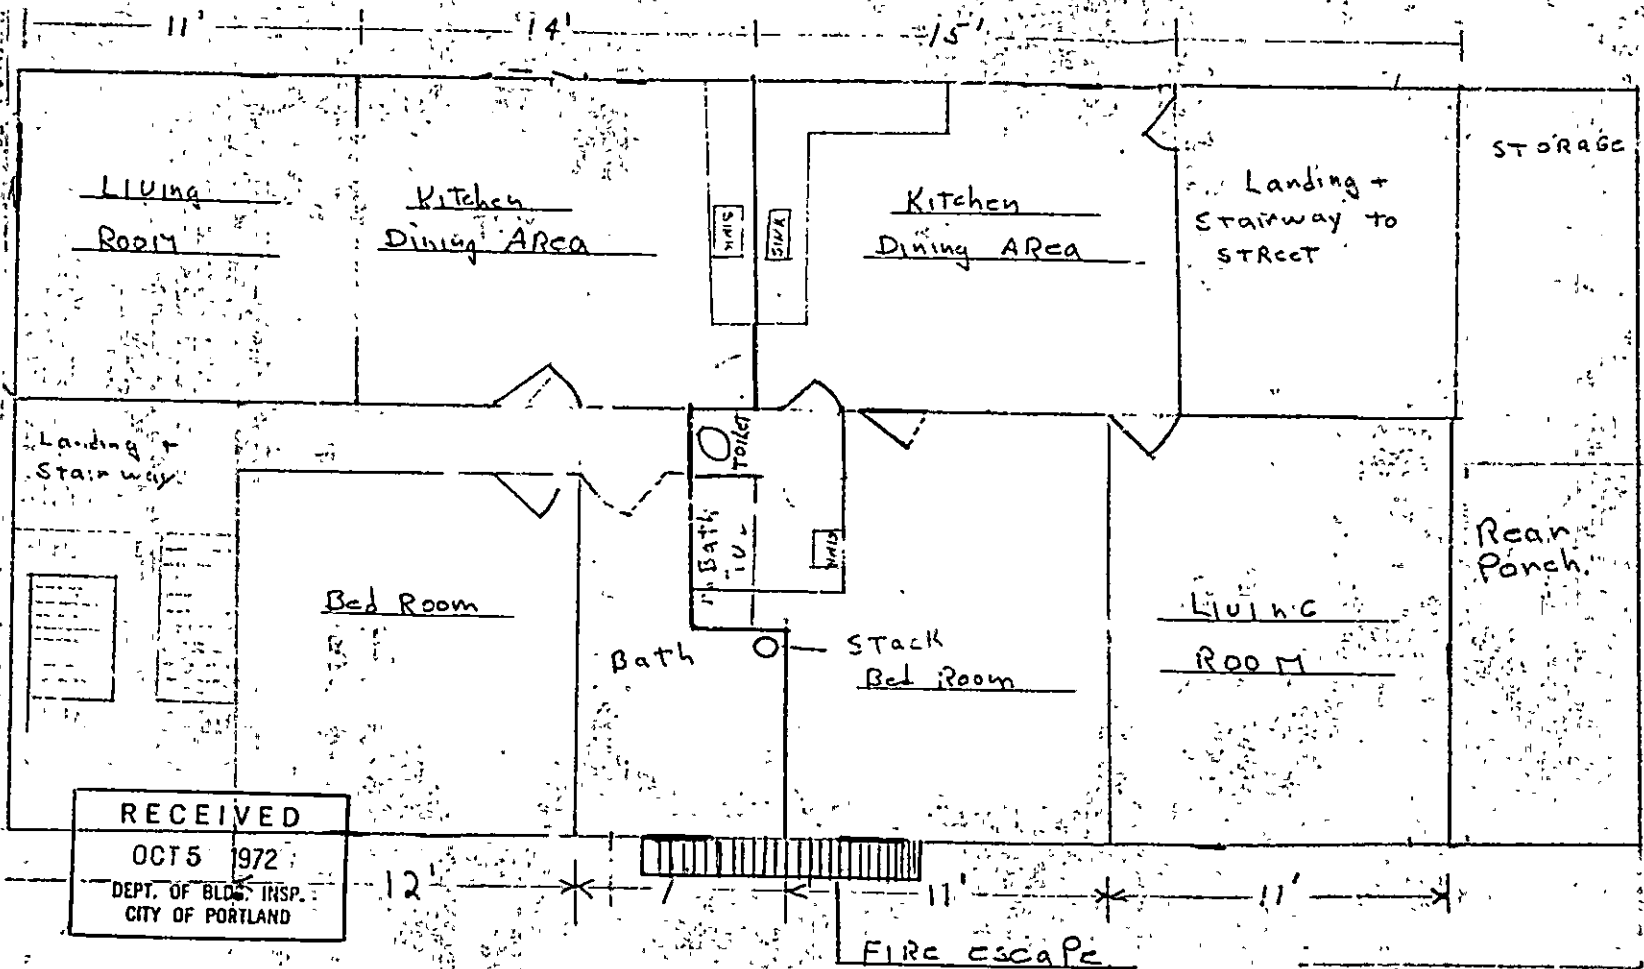 11'
14'
15'
LIVING
ROOM
Kitchen
Dining AREA
SINK
SINK
Kitchen
Dining AREA
Landing +
Stairway to
STREET
STORAGE
Landing +
Stairway
Toilet
Bath
SINK
Bed Room
Bath
STACK
Bed Room
LIVING
ROOM
Rear
Porch.
RECEIVED
OCT 5 1972
DEPT. OF BLDG. INSP.
CITY OF PORTLAND
12'
11'
11'
FIRE ESCAPE